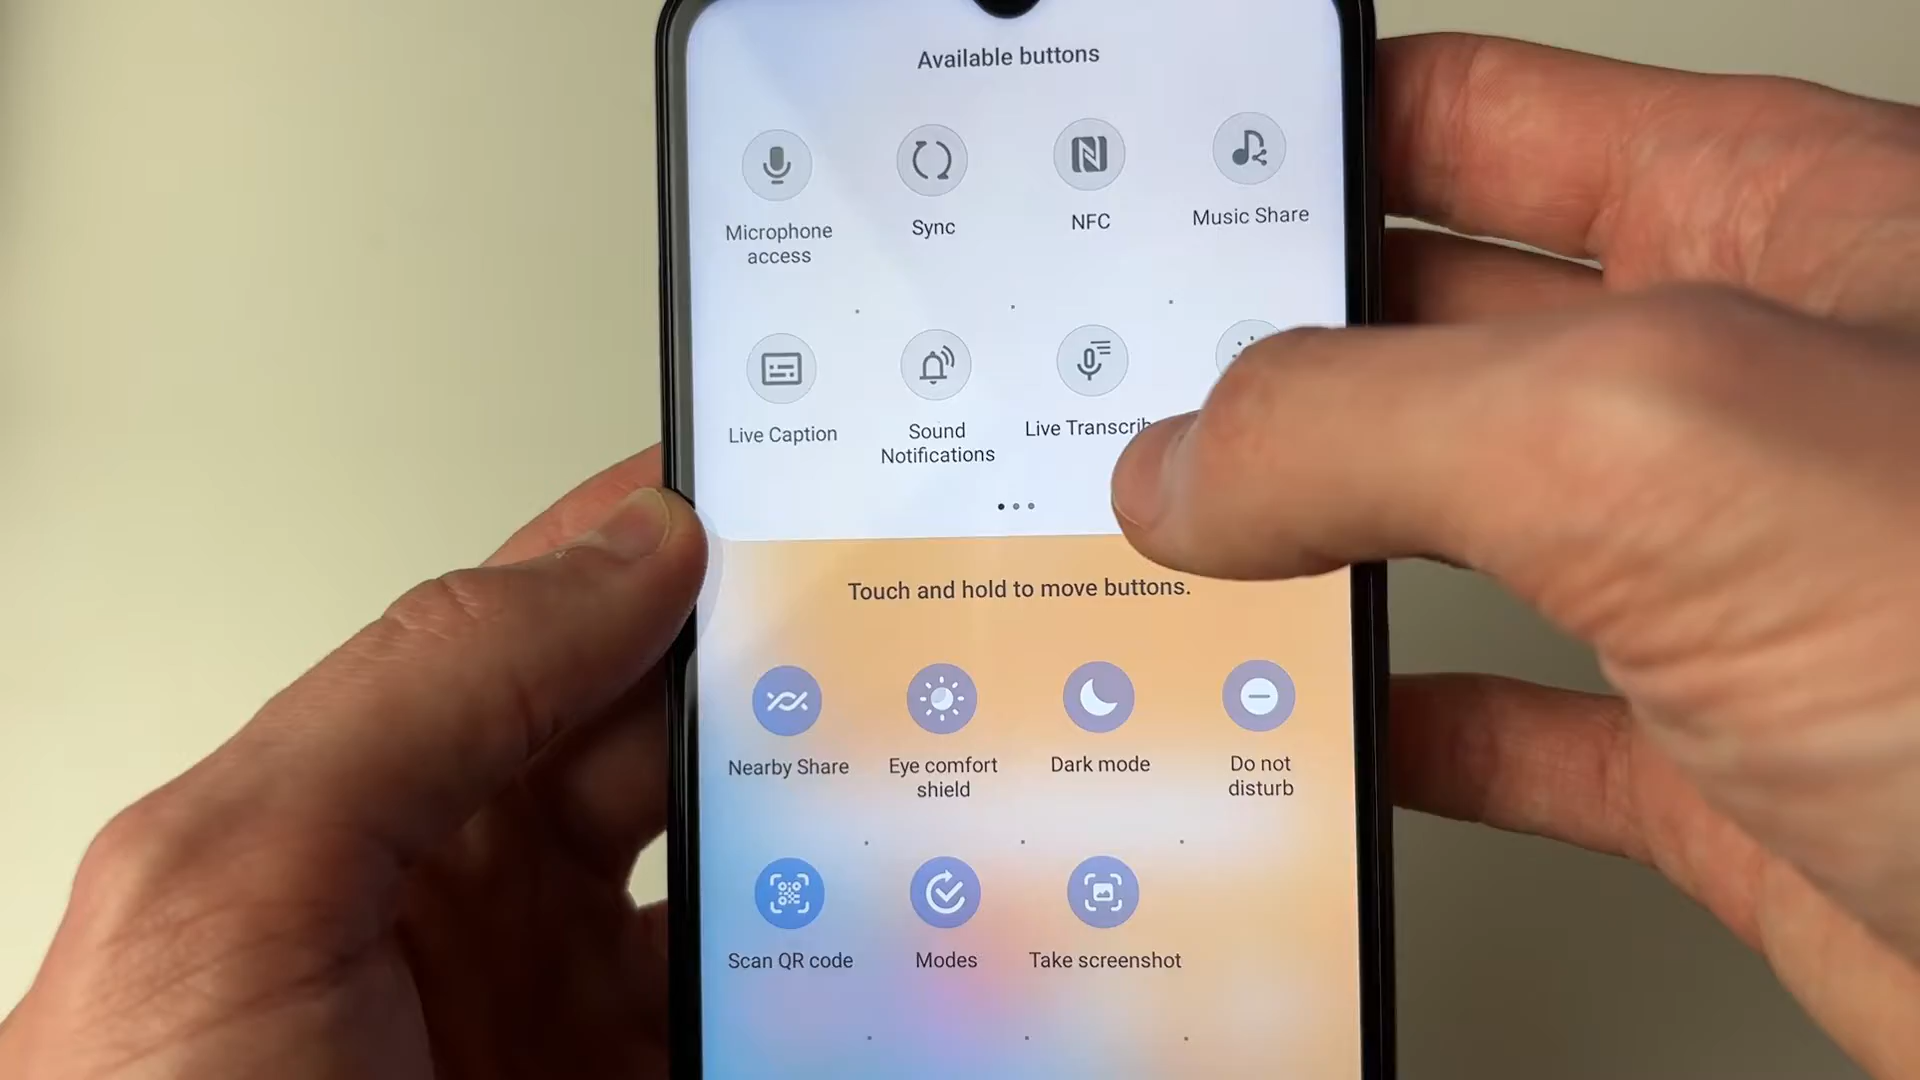 Available buttons
Microphone
access
Sync
NFC
Music Share
Live Caption
Sound
Notifications
Live Transcrib
Touch and hold to move buttons.
Nearby Share
Eye comfort
shield
Dark mode
Do not
disturb
Scan QR code
Modes
Take screenshot